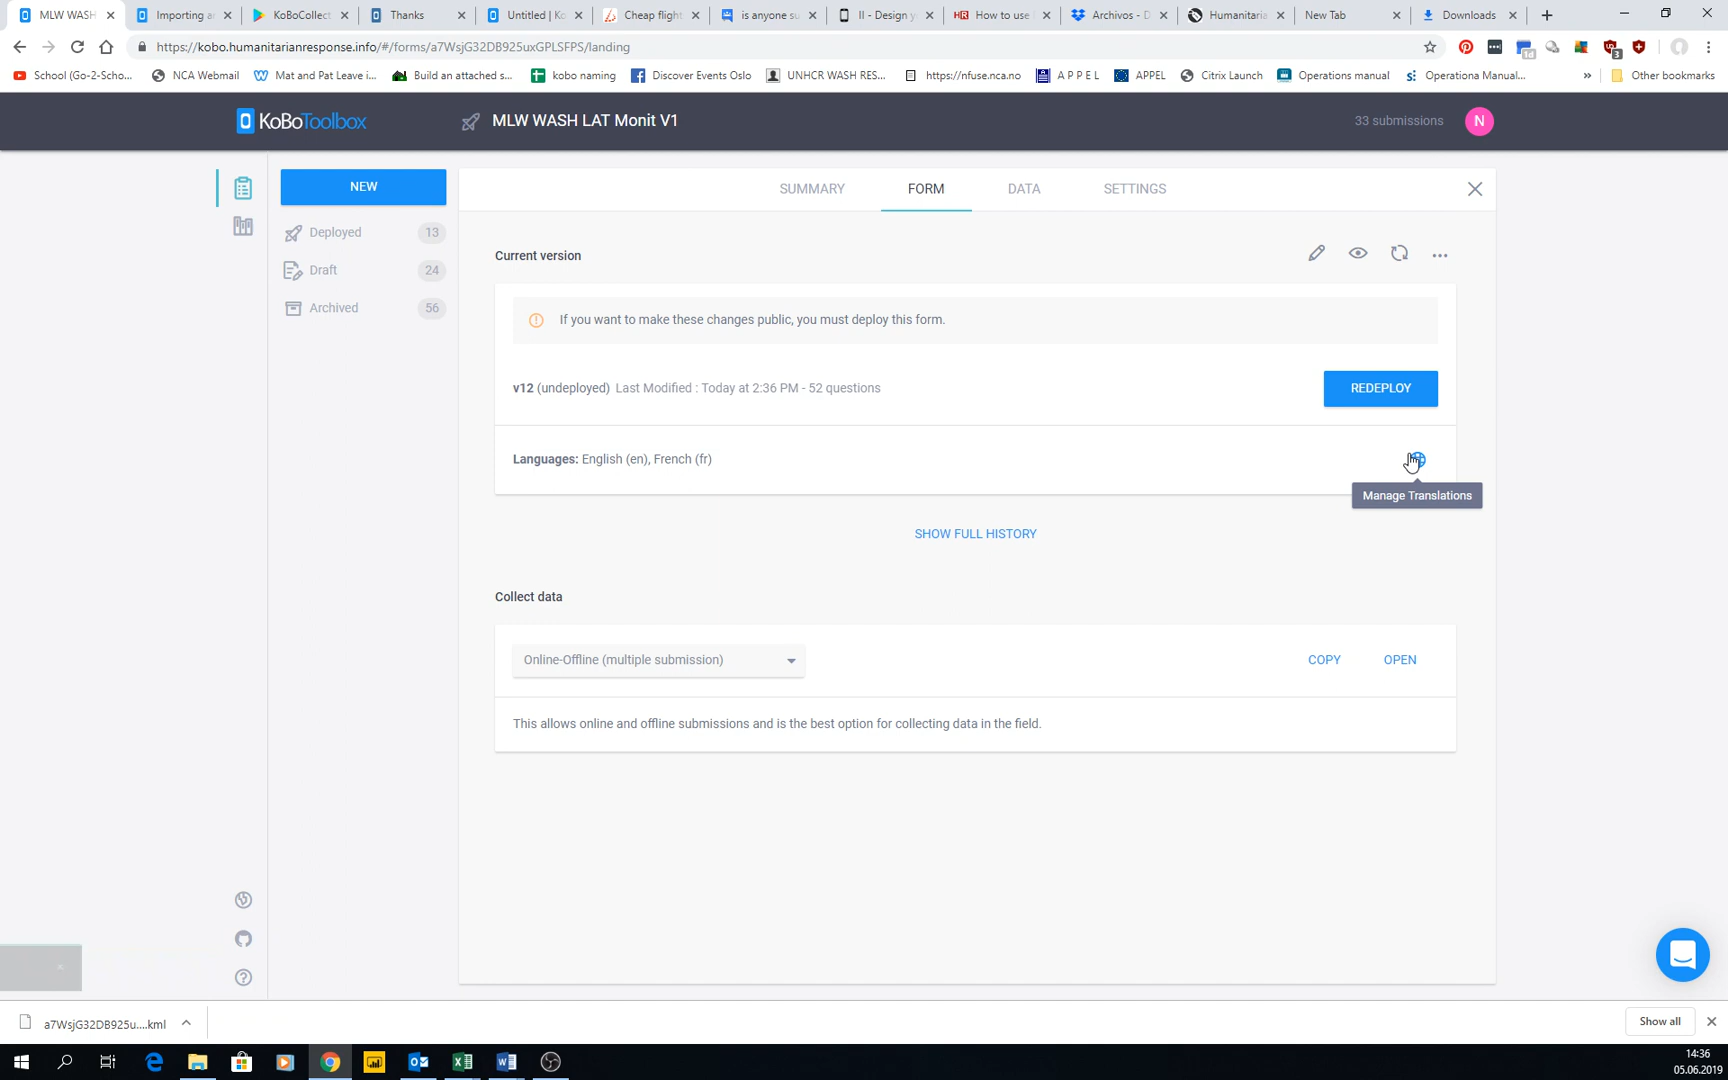 MLW WASH
Importing a
KoBoCollect
Thanks
Untitled | Ko
Cheap flight
is anyone su
II - Design y
How to use
Archivos - D
Humanitaria
New Tab
Downloads
https://kobo.humanitarianresponse.info/#/forms/a7WsjG32DB925uxGPLSFPS/landing
School (Go-2-Scho...
NCA Webmail
Mat and Pat Leave i...
Build an attached s...
kobo naming
Discover Events Oslo
UNHCR WASH RES...
https://nfuse.nca.no
A P P E L
APPEL
Citrix Launch
Operations manual
Operationa Manual...
»
Other bookmarks
KoBoToolbox
MLW WASH LAT Monit V1
33 submissions
N
NEW
SUMMARY
FORM
DATA
SETTINGS
Deployed 13
Draft 24
Archived 56
Current version
If you want to make these changes public, you must deploy this form.
v12 (undeployed) Last Modified : Today at 2:36 PM - 52 questions
REDEPLOY
Languages: English (en), French (fr)
Manage Translations
SHOW FULL HISTORY
Collect data
Online-Offline (multiple submission)
COPY
OPEN
This allows online and offline submissions and is the best option for collecting data in the field.
a7WsjG32DB925u....kml
Show all
14:36
05.06.2019